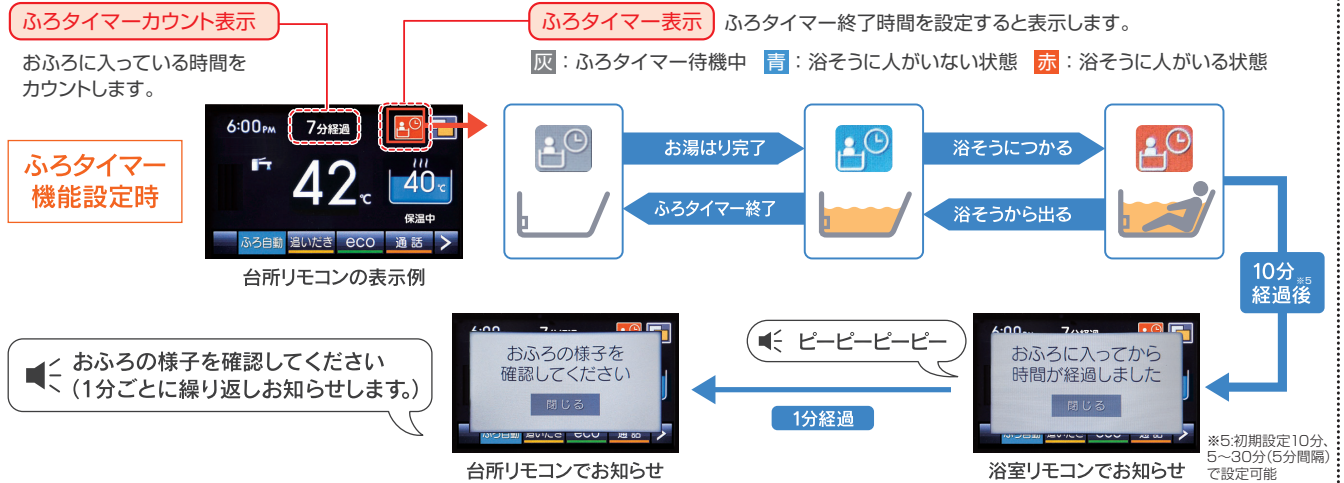 ふろタイマーカウント表示
おふろに入っている時間を
カウントします。
ふろタイマー表示
ふろタイマー終了時間を設定すると表示します。
灰：ふろタイマー待機中 青：浴そうに人がいない状態 赤：浴そうに人がいる状態
ふろタイマー
機能設定時
6:00PM 7分経過
42℃
40℃
保温中
ふろ自動 追いだき eco 通話 >
台所リモコンの表示例
お湯はり完了
ふろタイマー終了
浴そうにつかる
浴そうから出る
10分※5
経過後
おふろに入ってから
時間が経過しました
閉じる
浴室リモコンでお知らせ
※5:初期設定10分、
5〜30分（5分間隔）
で設定可能
ピーピーピーピー
1分経過
おふろの様子を
確認してください
閉じる
台所リモコンでお知らせ
おふろの様子を確認してください
（1分ごとに繰り返しお知らせします。）